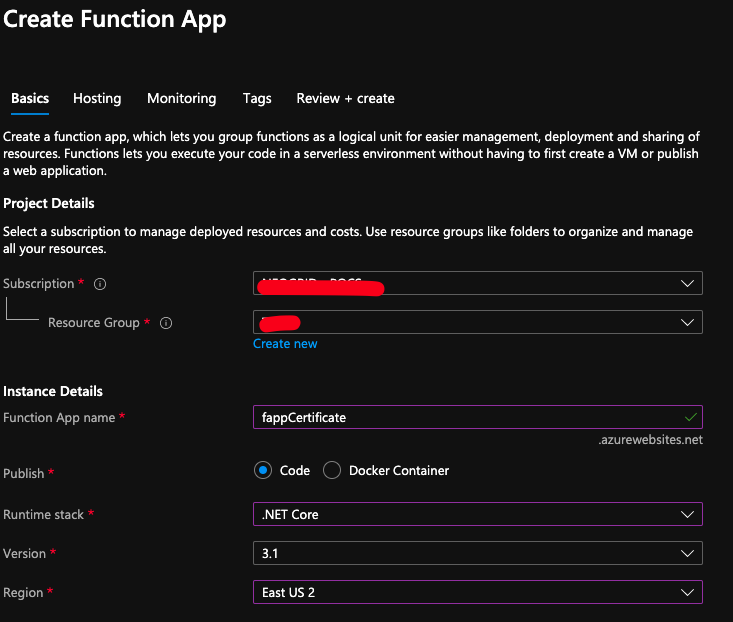 Create Function App
Basics Hosting Monitoring Tags Review + create
Create a function app, which lets you group functions as a logical unit for easier management, deployment and sharing of
resources. Functions lets you execute your code in a serverless environment without having to first create a VM or publish
a web application.
Project Details
Select a subscription to manage deployed resources and costs. Use resource groups like folders to organize and manage
all your resources.
Subscription *
Resource Group *
Create new
Instance Details
Function App name * fappCertificate
.azurewebsites.net
Publish * Code Docker Container
Runtime stack * .NET Core
Version * 3.1
Region * East US 2